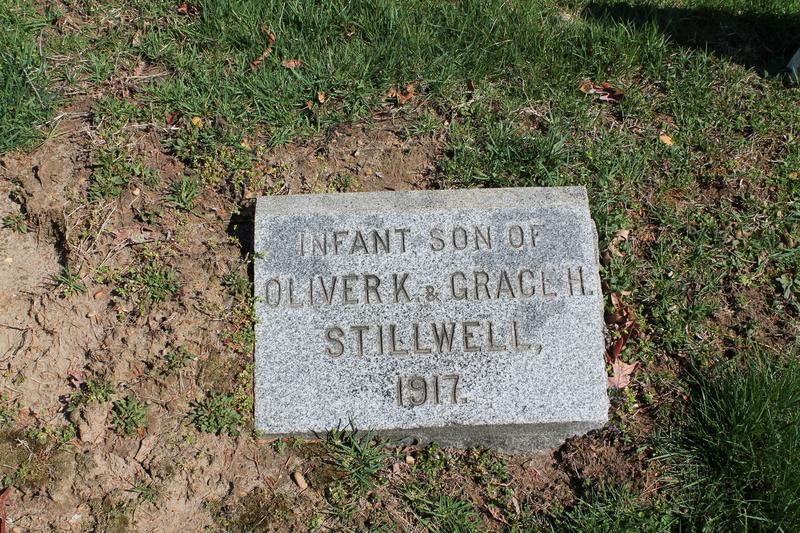 INFANT SON OF
OLIVER K. & GRACE H.
STILLWELL,
1917.